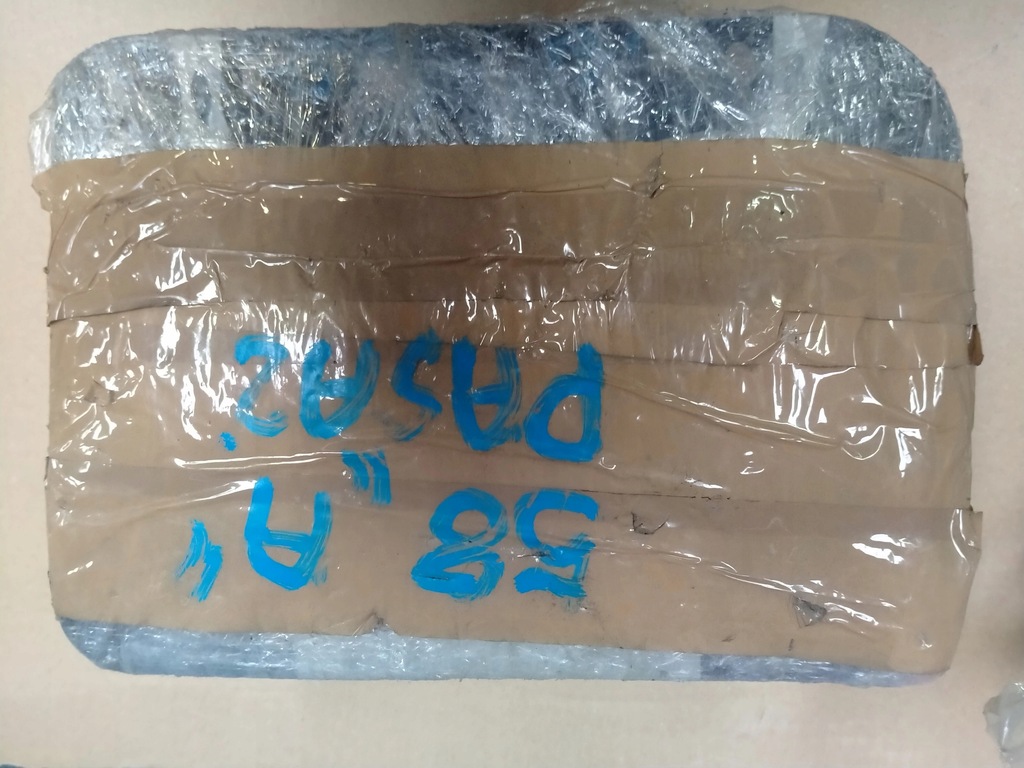 58 „A”
PASAŻ